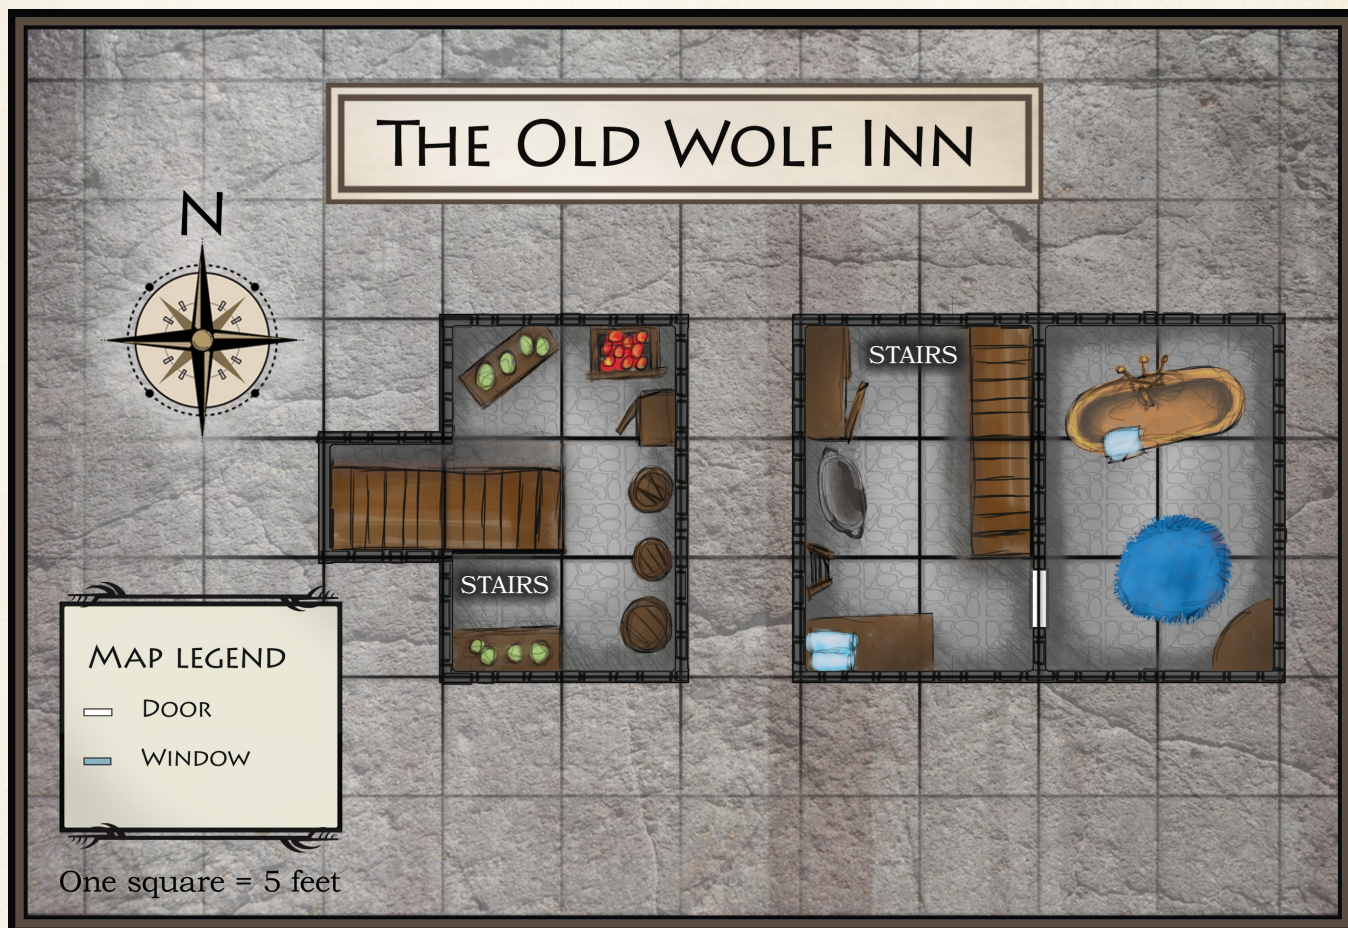 The Old Wolf Inn
N
STAIRS
STAIRS
Map legend
Door
Window
One square = 5 feet